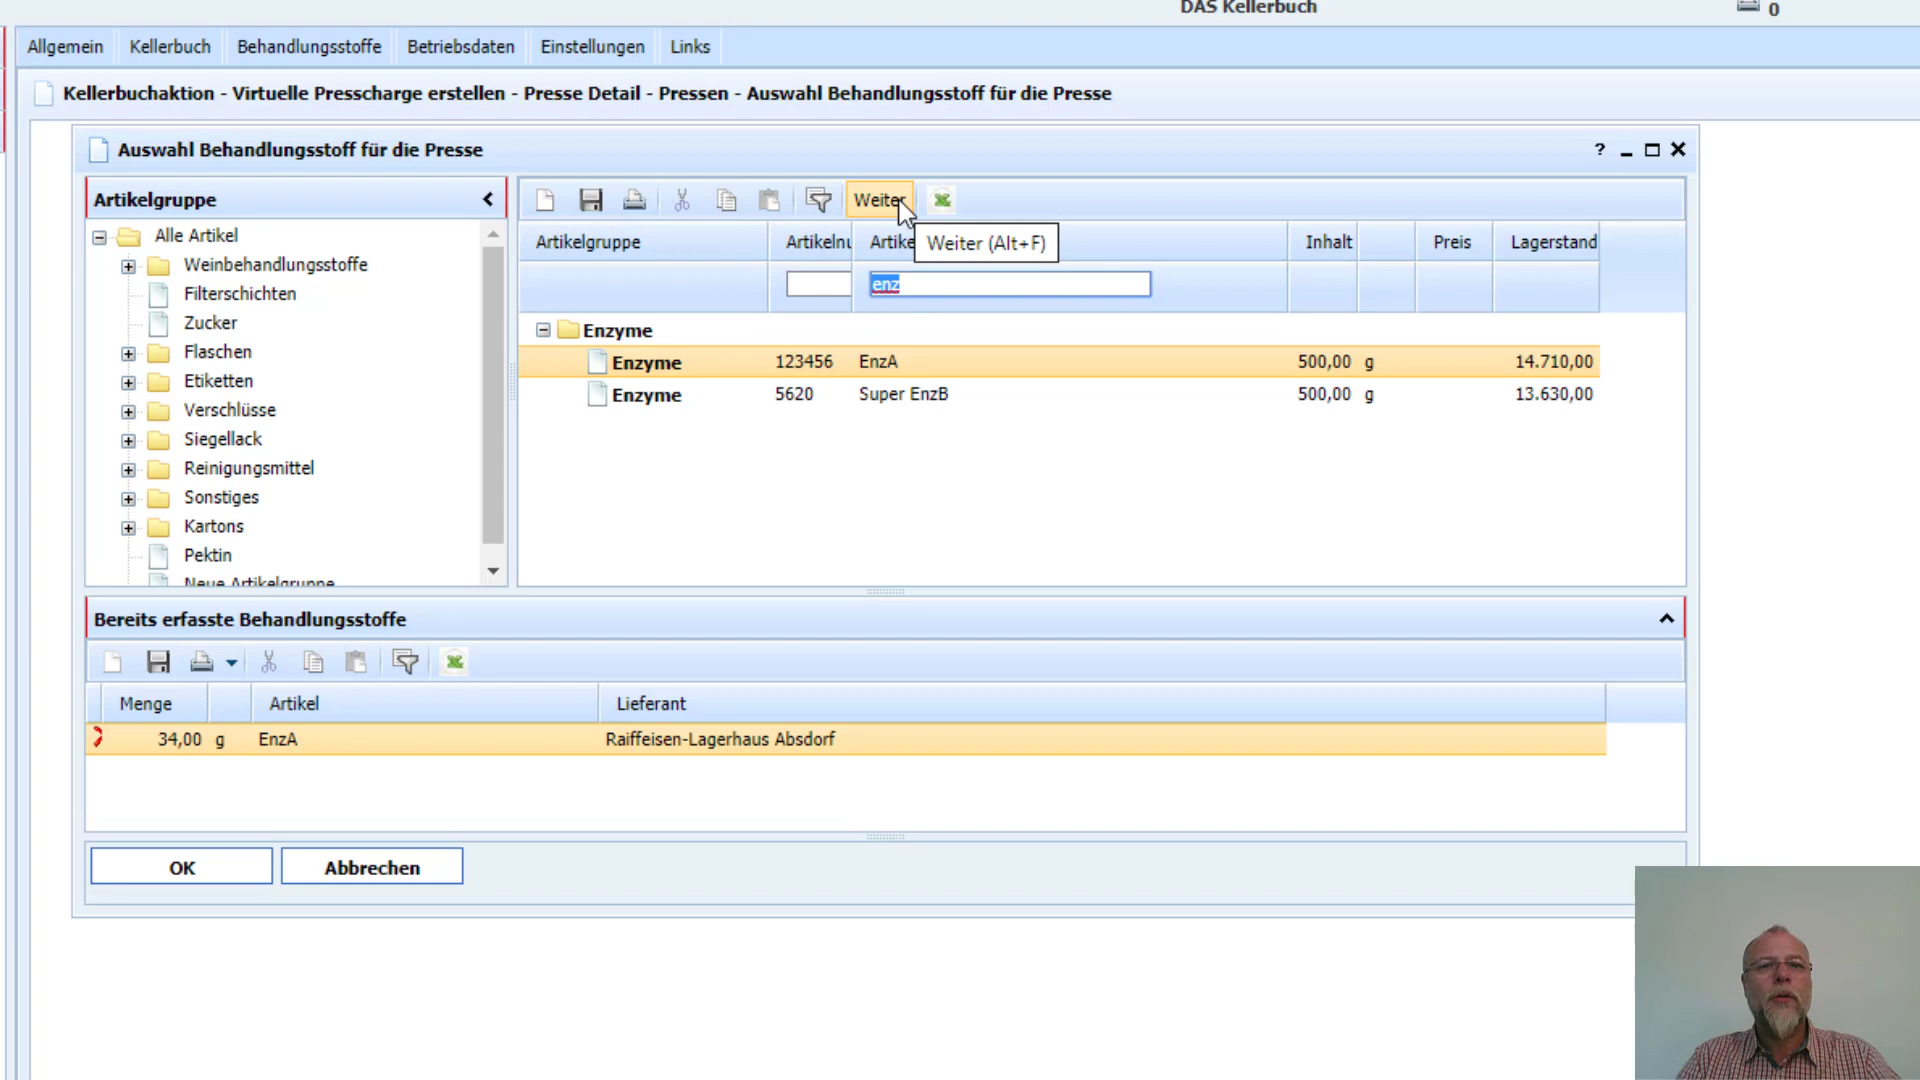 DAS Kellerbuch
0
Allgemein Kellerbuch Behandlungsstoffe Betriebsdaten Einstellungen Links
Kellerbuchaktion - Virtuelle Presscharge erstellen - Presse Detail - Pressen - Auswahl Behandlungsstoff für die Presse
Auswahl Behandlungsstoff für die Presse
?
Artikelgruppe
Alle Artikel
Weinbehandlungsstoffe
Filterschichten
Zucker
Flaschen
Etiketten
Verschlüsse
Siegellack
Reinigungsmittel
Sonstiges
Kartons
Pektin
Neue Artikelgruppe
Weiter
Weiter (Alt+F)
Artikelgruppe Artikelnu Artike Inhalt Preis Lagerstand
enz
Enzyme
Enzyme 123456 EnzA 500,00 g 14.710,00
Enzyme 5620 Super EnzB 500,00 g 13.630,00
Bereits erfasste Behandlungsstoffe
Menge Artikel Lieferant
34,00 g EnzA Raiffeisen-Lagerhaus Absdorf
OK Abbrechen